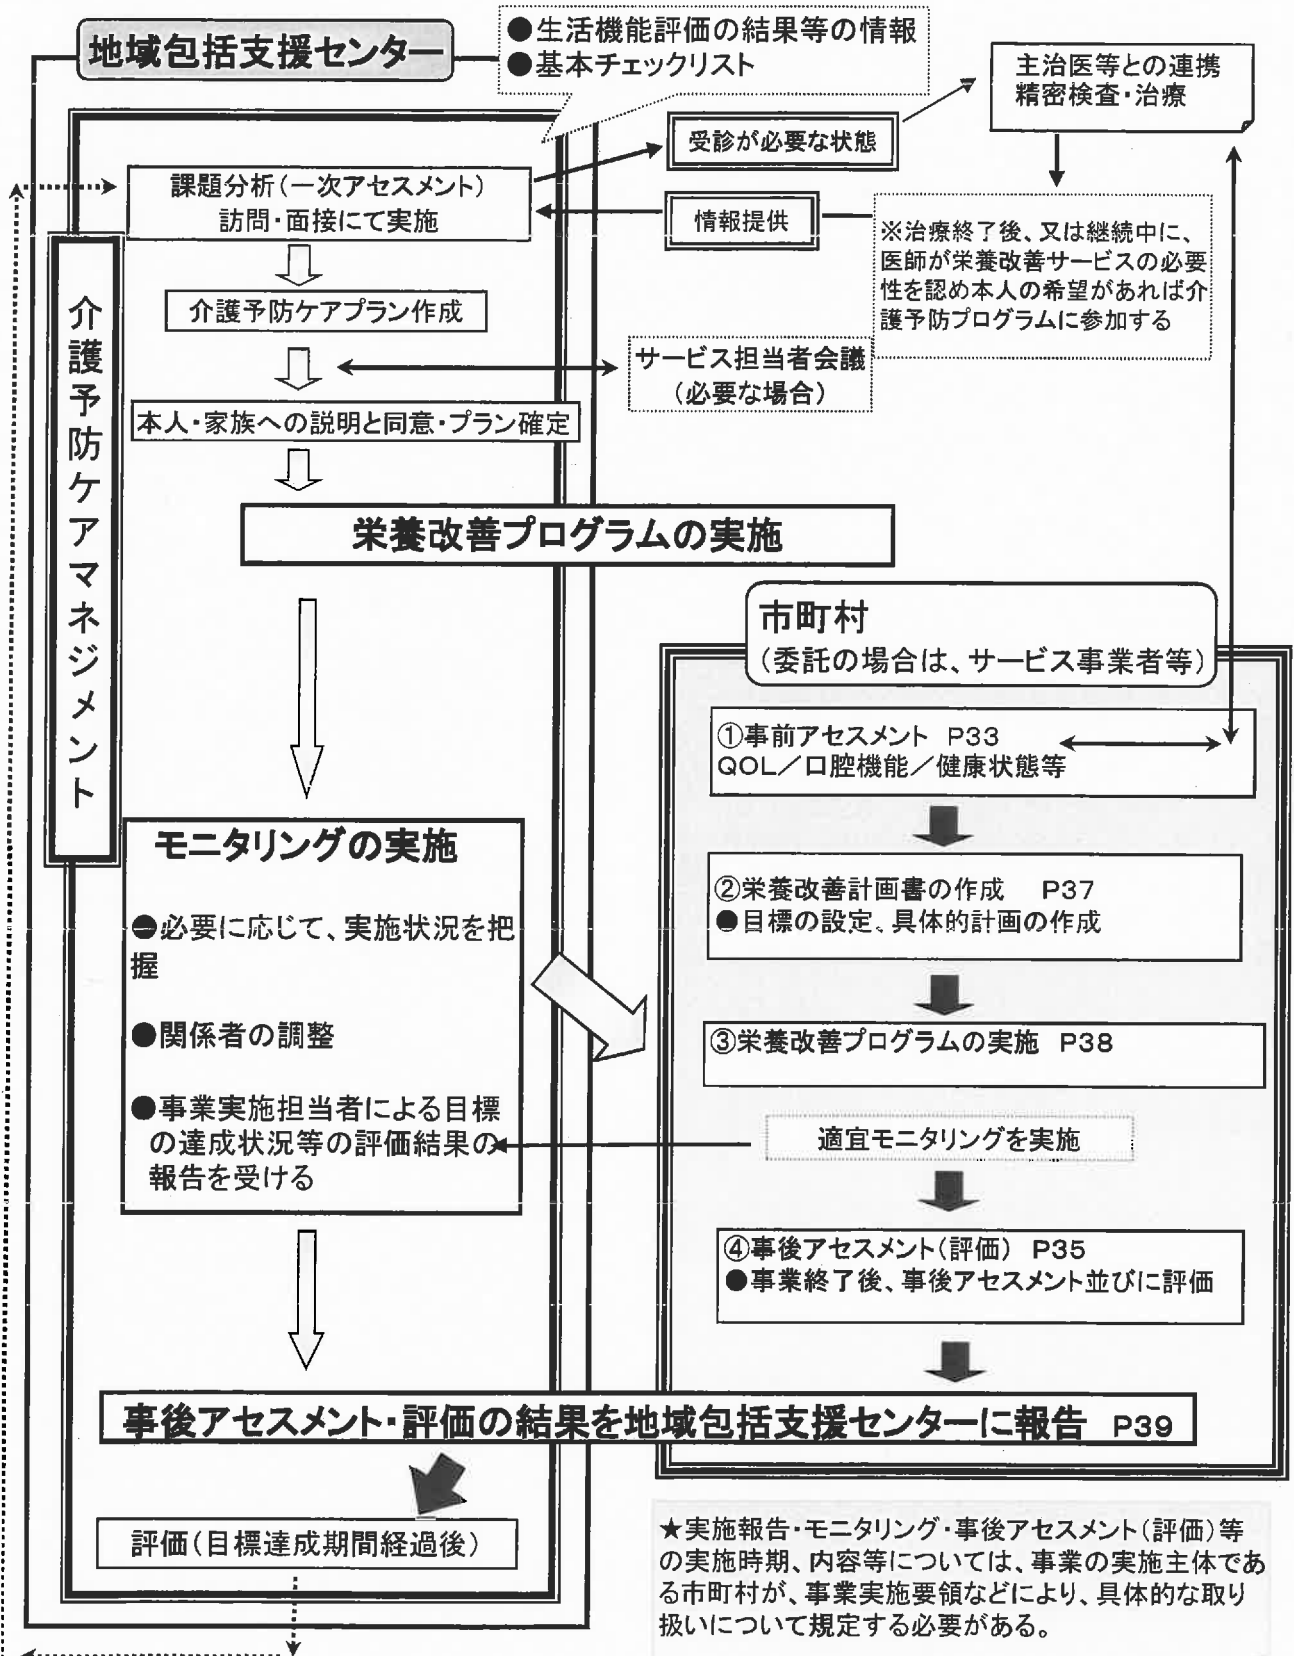 地域包括支援センター
●生活機能評価の結果等の情報
●基本チェックリスト
主治医等との連携
精密検査・治療
受診が必要な状態
課題分析(一次アセスメント)
訪問・面接にて実施
情報提供
※治療終了後、又は継続中に、
医師が栄養改善サービスの必要
性を認め本人の希望があれば介
護予防プログラムに参加する
介護予防ケアマネジメント
介護予防ケアプラン作成
サービス担当者会議
(必要な場合)
本人・家族への説明と同意・プラン確定
栄養改善プログラムの実施
市町村
(委託の場合は、サービス事業者等)
①事前アセスメント P33
QOL/口腔機能/健康状態等
②栄養改善計画書の作成 P37
●目標の設定、具体的計画の作成
③栄養改善プログラムの実施 P38
適宜モニタリングを実施
④事後アセスメント(評価) P35
●事業終了後、事後アセスメント並びに評価
モニタリングの実施
●必要に応じて、実施状況を把
握
●関係者の調整
●事業実施担当者による目標
の達成状況等の評価結果の
報告を受ける
事後アセスメント・評価の結果を地域包括支援センターに報告 P39
評価(目標達成期間経過後)
★実施報告・モニタリング・事後アセスメント(評価)等
の実施時期、内容等については、事業の実施主体であ
る市町村が、事業実施要領などにより、具体的な取り
扱いについて規定する必要がある。